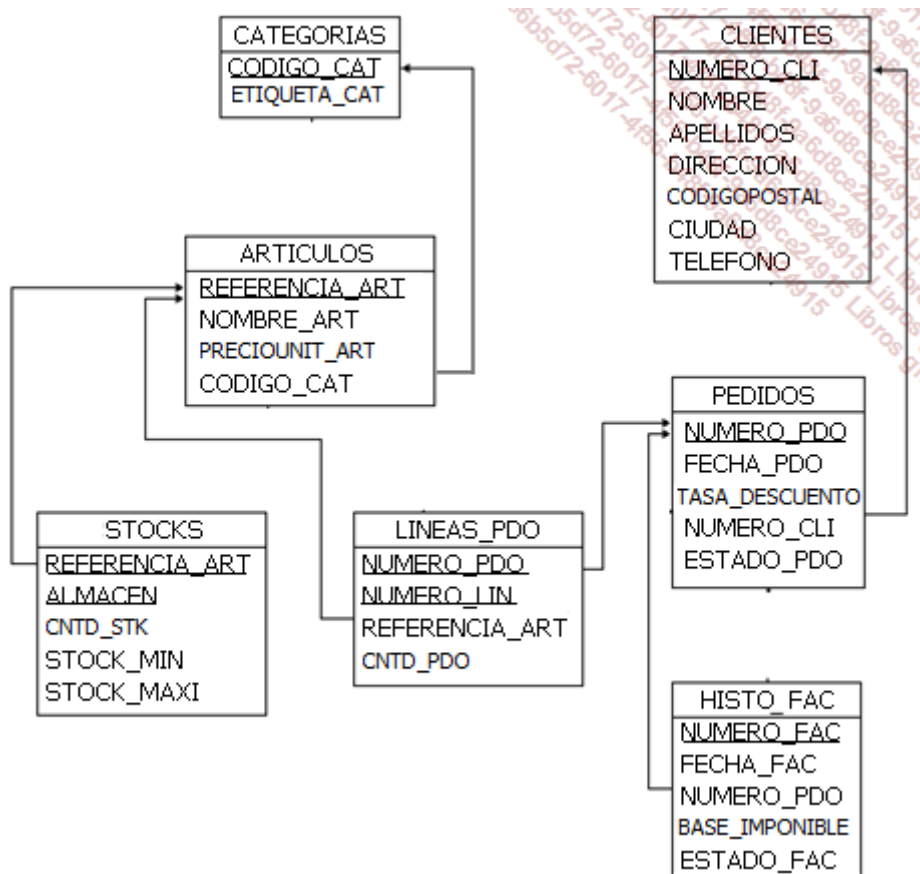 CATEGORIAS
CODIGO_CAT
ETIQUETA_CAT
CLIENTES
NUMERO_CLI
NOMBRE
APELLIDOS
DIRECCION
CODIGOPOSTAL
CIUDAD
TELEFONO
ARTICULOS
REFERENCIA_ART
NOMBRE_ART
PRECIOUNIT_ART
CODIGO_CAT
PEDIDOS
NUMERO_PDO
FECHA_PDO
TASA_DESCUENTO
NUMERO_CLI
ESTADO_PDO
STOCKS
REFERENCIA_ART
ALMACEN
CNTD_STK
STOCK_MIN
STOCK_MAXI
LINEAS_PDO
NUMERO_PDO
NUMERO_LIN
REFERENCIA_ART
CNTD_PDO
HISTO_FAC
NUMERO_FAC
FECHA_FAC
NUMERO_PDO
BASE_IMPONIBLE
ESTADO_FAC